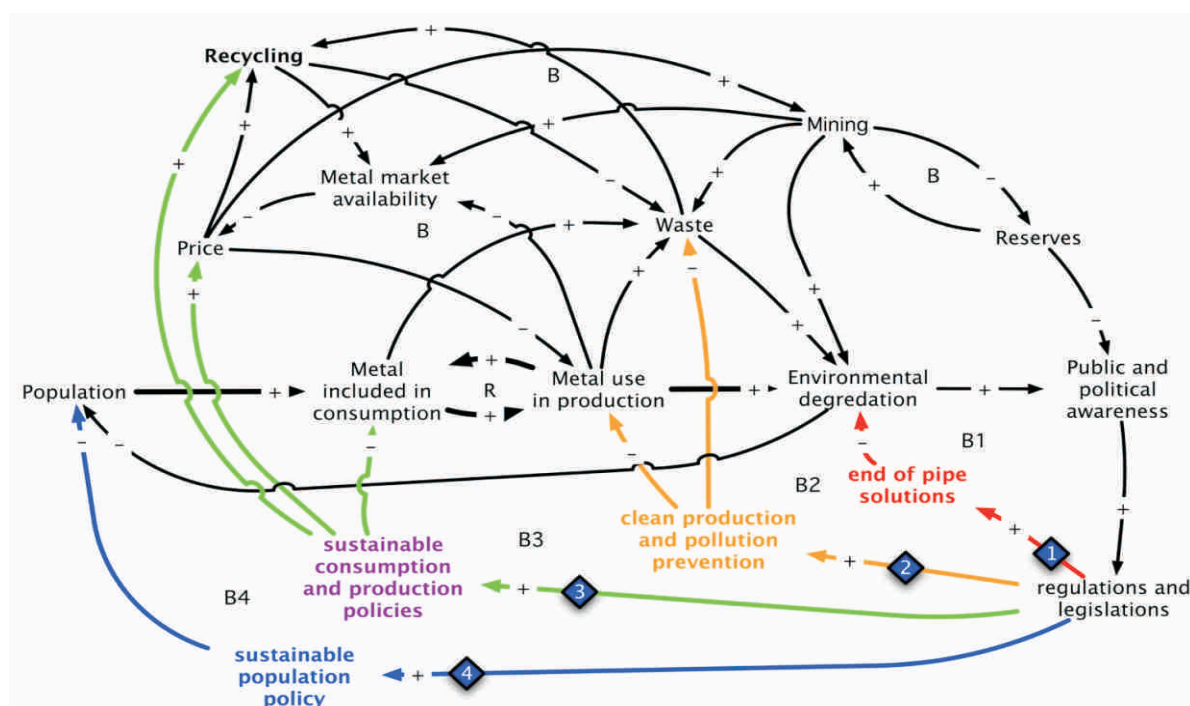 +
Recycling
B
+
Mining
+
+
+
+
+
B
Metal market
availability
−
+
−
+
−
−
B
+
Waste
Reserves
Price
−
+
+
−
+
+
−
−
+
Metal
included in
consumption
R
+
Metal use
in production
Environmental
degredation
Public and
political
awareness
Population
+
+
+
−
−
−
−
−
B1
end of pipe
solutions
B2
clean production
and pollution
prevention
+
+
1
B3
sustainable
consumption
and production
policies
+
2
regulations and
legislations
+
3
B4
sustainable
population
policy
+
4